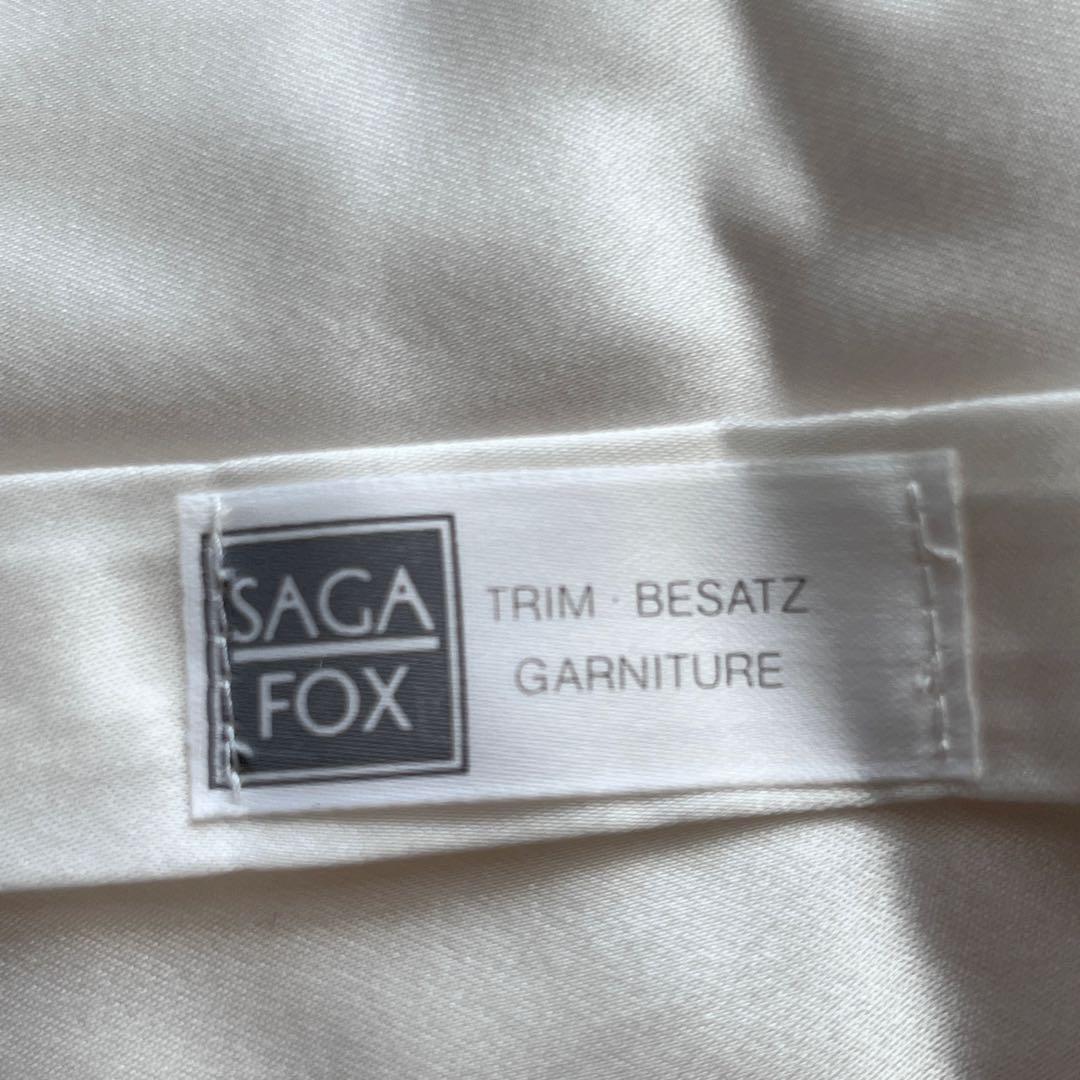 SAGA
FOX
TRIM · BESATZ
GARNITURE